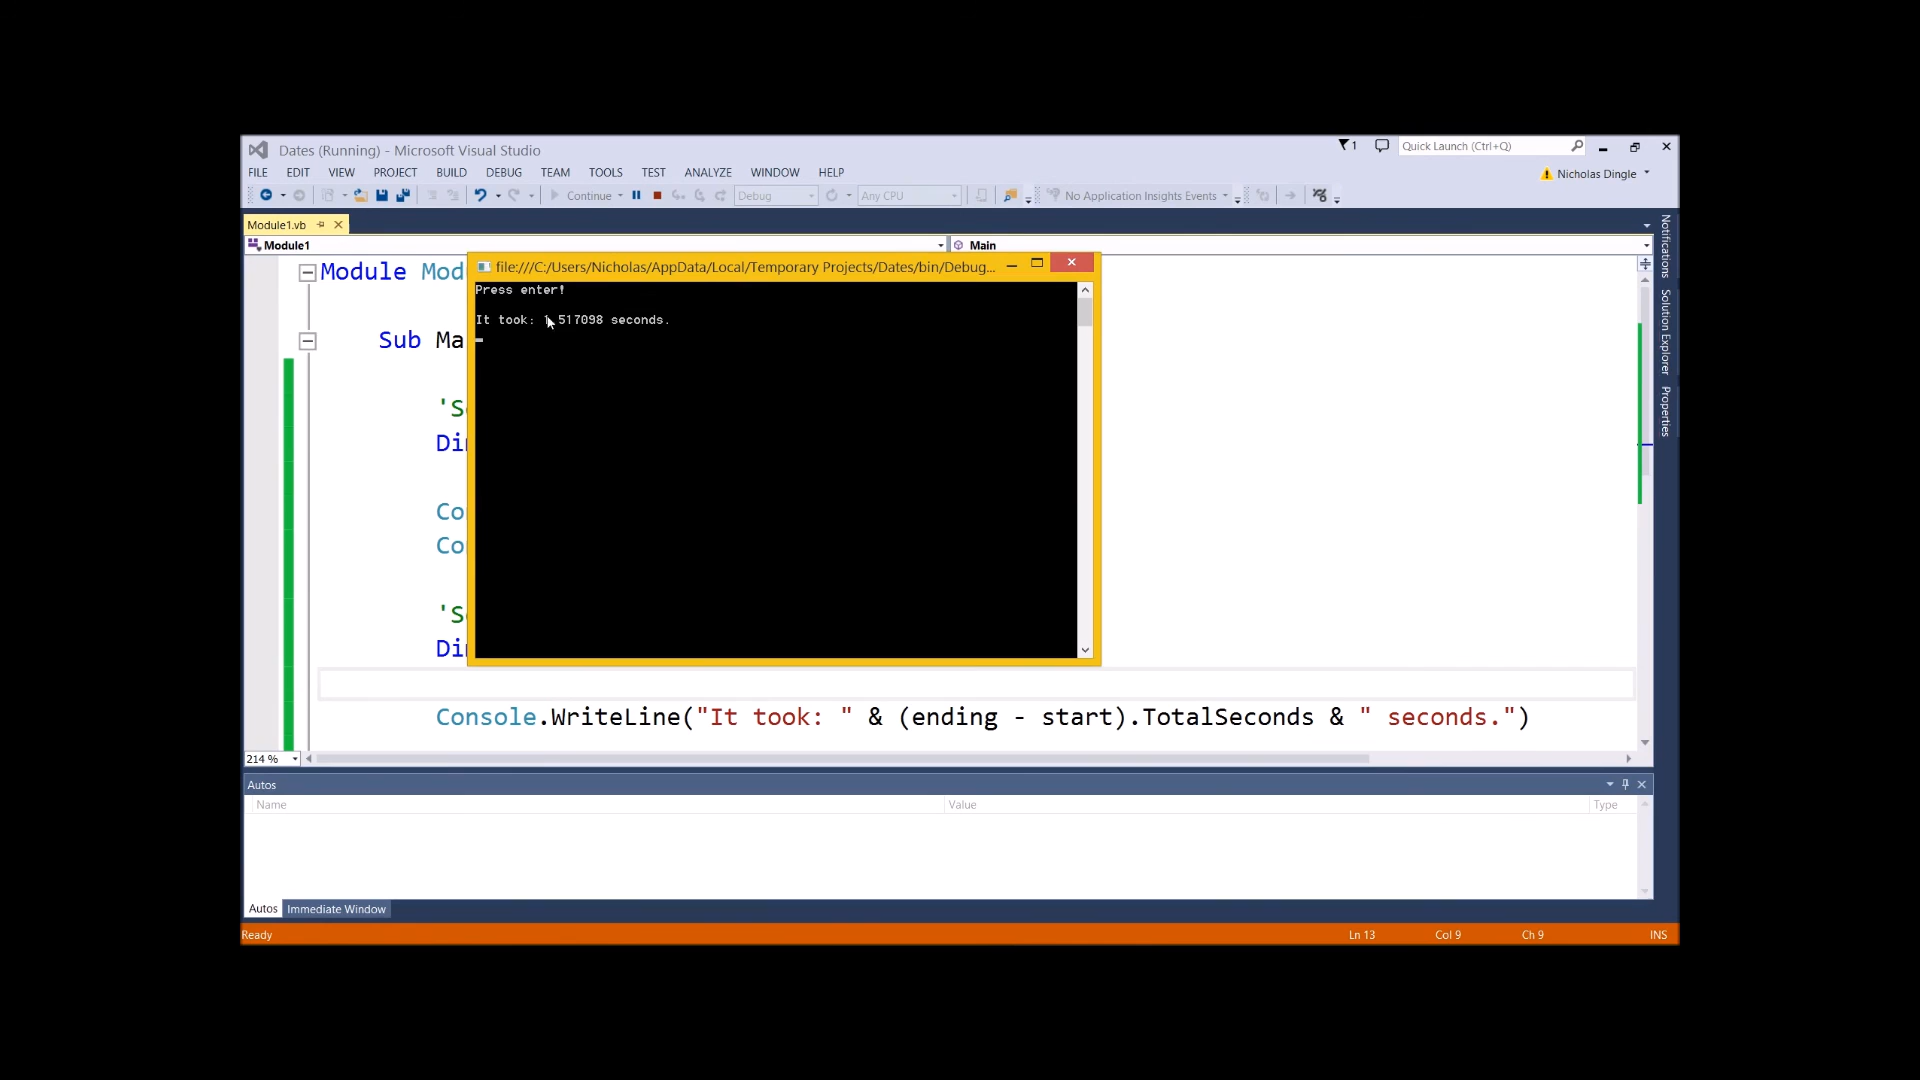 Dates (Running) - Microsoft Visual Studio
1
Quick Launch (Ctrl+Q)
FILE EDIT VIEW PROJECT BUILD DEBUG TEAM TOOLS TEST ANALYZE WINDOW HELP
Nicholas Dingle
Continue Debug Any CPU No Application Insights Events
Module1.vb
Module1
Main
file:///C:/Users/Nicholas/AppData/Local/Temporary Projects/Dates/bin/Debug...
Press enter!
It took: 517098 seconds.
Module Mod
Sub Ma
'S
Di
Co
Co
'S
Di
Console.WriteLine("It took: " & (ending - start).TotalSeconds & " seconds.")
214 %
Notifications
Solution Explorer
Properties
Autos
Name Value Type
Autos Immediate Window
Ready Ln 13 Col 9 Ch 9 INS